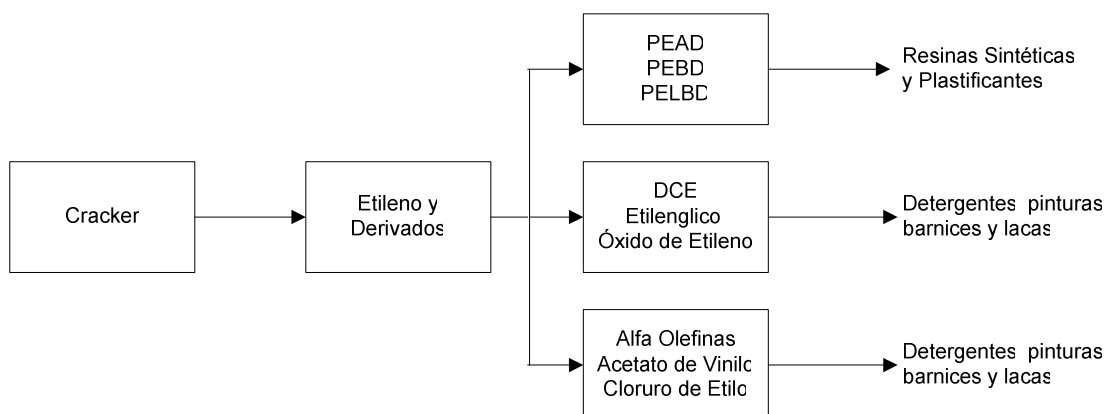 PEAD
PEBD
PELBD
Resinas Sintéticas
y Plastificantes
Cracker
Etileno y
Derivados
DCE
Etilenglico
Óxido de Etileno
Detergentes pinturas
barnices y lacas
Alfa Olefinas
Acetato de Vinilo
Cloruro de Etilo
Detergentes pinturas
barnices y lacas